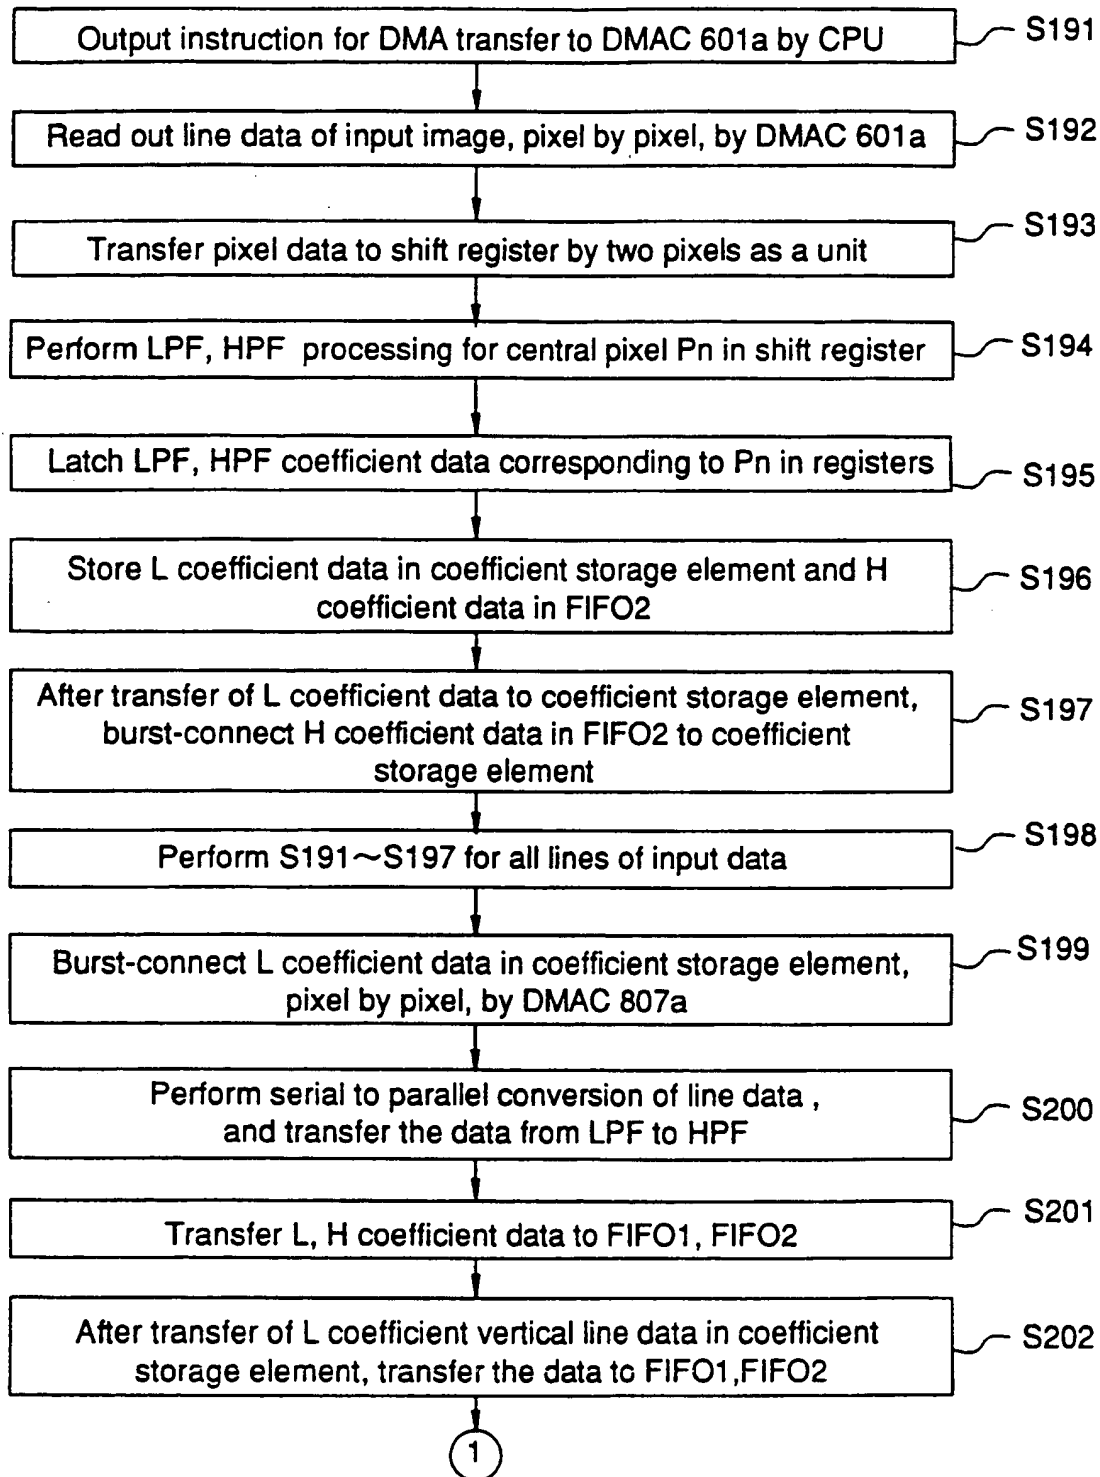 Output instruction for DMA transfer to DMAC 601a by CPU
S191
Read out line data of input image, pixel by pixel, by DMAC 601a
S192
Transfer pixel data to shift register by two pixels as a unit
S193
Perform LPF, HPF processing for central pixel Pn in shift register
S194
Latch LPF, HPF coefficient data corresponding to Pn in registers
S195
Store L coefficient data in coefficient storage element and H
coefficient data in FIFO2
S196
After transfer of L coefficient data to coefficient storage element,
burst-connect H coefficient data in FIFO2 to coefficient
storage element
S197
Perform S191～S197 for all lines of input data
S198
Burst-connect L coefficient data in coefficient storage element,
pixel by pixel, by DMAC 807a
S199
Perform serial to parallel conversion of line data ,
and transfer the data from LPF to HPF
S200
Transfer L, H coefficient data to FIFO1, FIFO2
S201
After transfer of L coefficient vertical line data in coefficient
storage element, transfer the data to FIFO1,FIFO2
S202
1